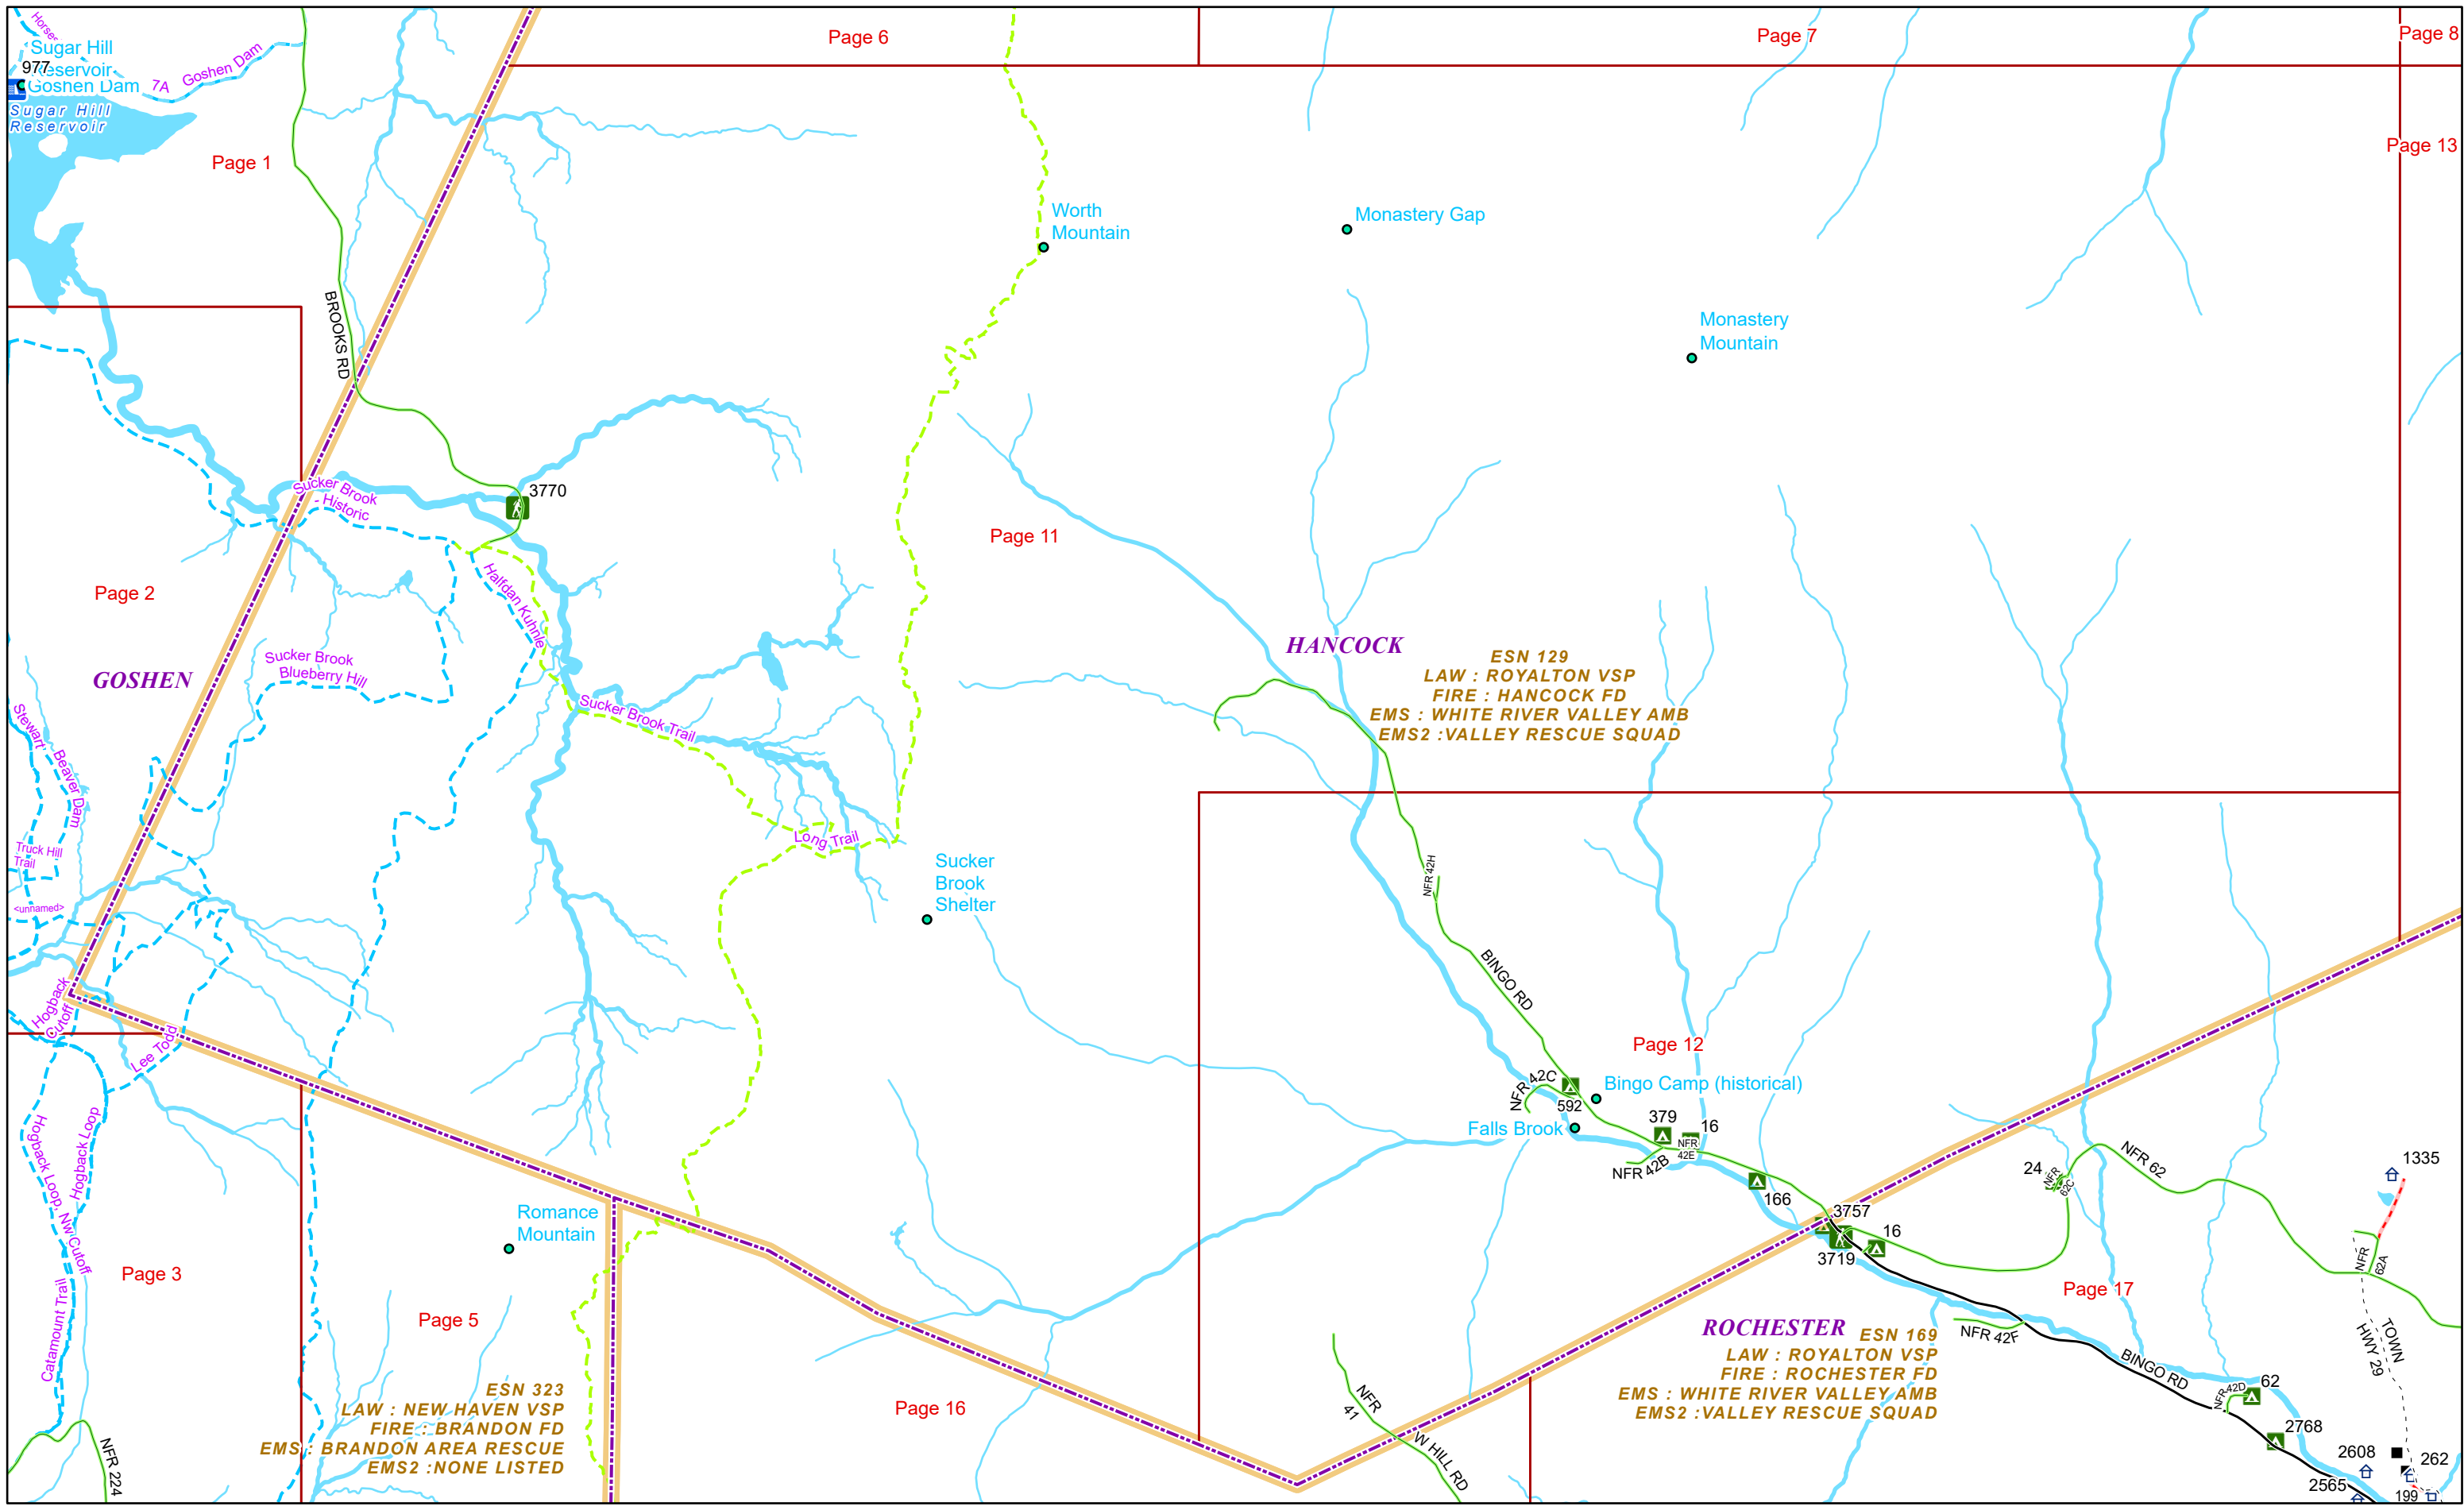 Page 6
Page 7
Page 8
Horses
Sugar Hill
Reservoir
977
Goshen Dam
7A
Goshen Dam
Sugar Hill
Reservoir
Page 1
Page 13
Worth
Mountain
Monastery Gap
BROOKS RD
Monastery
Mountain
Sucker Brook
- Historic
3770
Page 11
Page 2
Halfdan Kuhnle
HANCOCK
GOSHEN
Sucker Brook
Blueberry Hill
ESN 129
LAW : ROYALTON VSP
FIRE : HANCOCK FD
EMS : WHITE RIVER VALLEY AMB
EMS2 :VALLEY RESCUE SQUAD
Stewart
Beaver Dam
Sucker Brook Trail
Truck Hill
Trail
Long Trail
Sucker
Brook
Shelter
NFR 42H
<unnamed>
BINGO RD
Hogback
Cutoff
Lee Todd
Page 12
NFR 42C
592
Bingo Camp (historical)
Falls Brook
379
16
NFR
42E
NFR 42B
166
Hogback Loop
Hogback Loop, Nw Cutoff
Catamount Trail
24
NFR
62C
NFR 62
1335
3757
16
3719
Romance
Mountain
Page 3
Page 5
Page 17
NFR
62A
ROCHESTER
ESN 169
LAW : ROYALTON VSP
FIRE : ROCHESTER FD
EMS : WHITE RIVER VALLEY AMB
EMS2 :VALLEY RESCUE SQUAD
NFR 42F
TOWN
HWY 29
BINGO RD
NFR 42D
62
ESN 323
LAW : NEW HAVEN VSP
FIRE : BRANDON FD
EMS : BRANDON AREA RESCUE
EMS2 :NONE LISTED
Page 16
NFR
41
W HILL RD
NFR 224
2768
2608
262
2565
199